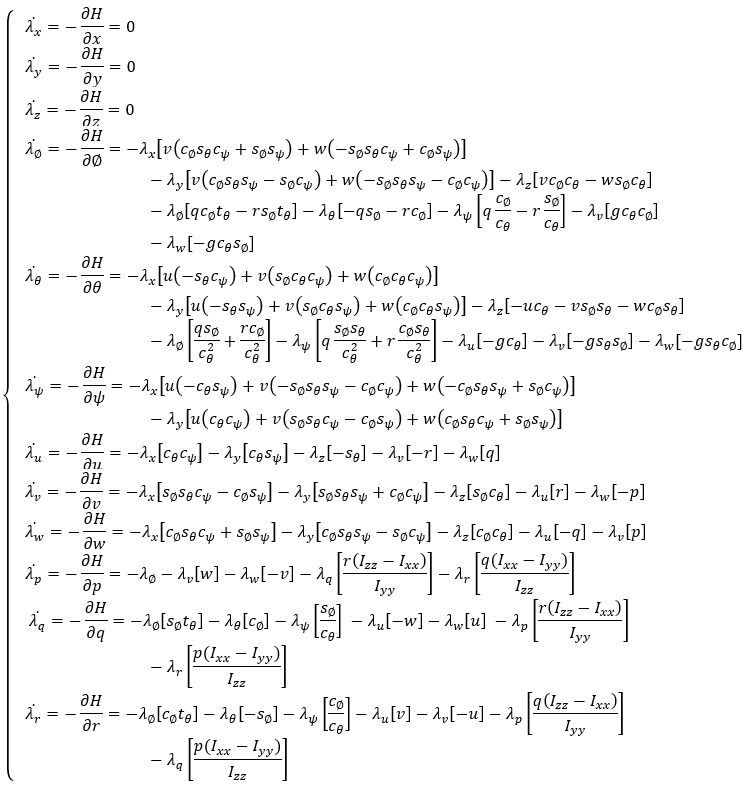 λ̇_x = −∂H/∂x = 0
λ̇_y = −∂H/∂y = 0
λ̇_z = −∂H/∂z = 0
λ̇_∅ = −∂H/∂∅ = −λ_x[v(c_∅s_θc_ψ + s_∅s_ψ) + w(−s_∅s_θc_ψ + c_∅s_ψ)]
− λ_y[v(c_∅s_θs_ψ − s_∅c_ψ) + w(−s_∅s_θs_ψ − c_∅c_ψ)] − λ_z[vc_∅c_θ − ws_∅c_θ]
− λ_∅[qc_∅t_θ − rs_∅t_θ] − λ_θ[−qs_∅ − rc_∅] − λ_ψ[q c_∅/c_θ − r s_∅/c_θ] − λ_v[gc_θc_∅]
− λ_w[−gc_θs_∅]
λ̇_θ = −∂H/∂θ = −λ_x[u(−s_θc_ψ) + v(s_∅c_θc_ψ) + w(c_∅c_θc_ψ)]
− λ_y[u(−s_θs_ψ) + v(s_∅c_θs_ψ) + w(c_∅c_θs_ψ)] − λ_z[−uc_θ − vs_∅s_θ − wc_∅s_θ]
− λ_∅[qs_∅/c_θ^2 + rc_∅/c_θ^2] − λ_ψ[q s_∅s_θ/c_θ^2 + r c_∅s_θ/c_θ^2] − λ_u[−gc_θ] − λ_v[−gs_θs_∅] − λ_w[−gs_θc_∅]
λ̇_ψ = −∂H/∂ψ = −λ_x[u(−c_θs_ψ) + v(−s_∅s_θs_ψ − c_∅c_ψ) + w(−c_∅s_θs_ψ + s_∅c_ψ)]
− λ_y[u(c_θc_ψ) + v(s_∅s_θc_ψ − c_∅s_ψ) + w(c_∅s_θc_ψ + s_∅s_ψ)]
λ̇_u = −∂H/∂u = −λ_x[c_θc_ψ] − λ_y[c_θs_ψ] − λ_z[−s_θ] − λ_v[−r] − λ_w[q]
λ̇_v = −∂H/∂v = −λ_x[s_∅s_θc_ψ − c_∅s_ψ] − λ_y[s_∅s_θs_ψ + c_∅c_ψ] − λ_z[s_∅c_θ] − λ_u[r] − λ_w[−p]
λ̇_w = −∂H/∂w = −λ_x[c_∅s_θc_ψ + s_∅s_ψ] − λ_y[c_∅s_θs_ψ − s_∅c_ψ] − λ_z[c_∅c_θ] − λ_u[−q] − λ_v[p]
λ̇_p = −∂H/∂p = −λ_∅ − λ_v[w] − λ_w[−v] − λ_q[r(I_zz − I_xx)/I_yy] − λ_r[q(I_xx − I_yy)/I_zz]
λ̇_q = −∂H/∂q = −λ_∅[s_∅t_θ] − λ_θ[c_∅] − λ_ψ[s_∅/c_θ] − λ_u[−w] − λ_w[u] − λ_p[r(I_zz − I_xx)/I_yy]
− λ_r[p(I_xx − I_yy)/I_zz]
λ̇_r = −∂H/∂r = −λ_∅[c_∅t_θ] − λ_θ[−s_∅] − λ_ψ[c_∅/c_θ] − λ_u[v] − λ_v[−u] − λ_p[q(I_zz − I_xx)/I_yy]
− λ_q[p(I_xx − I_yy)/I_zz]